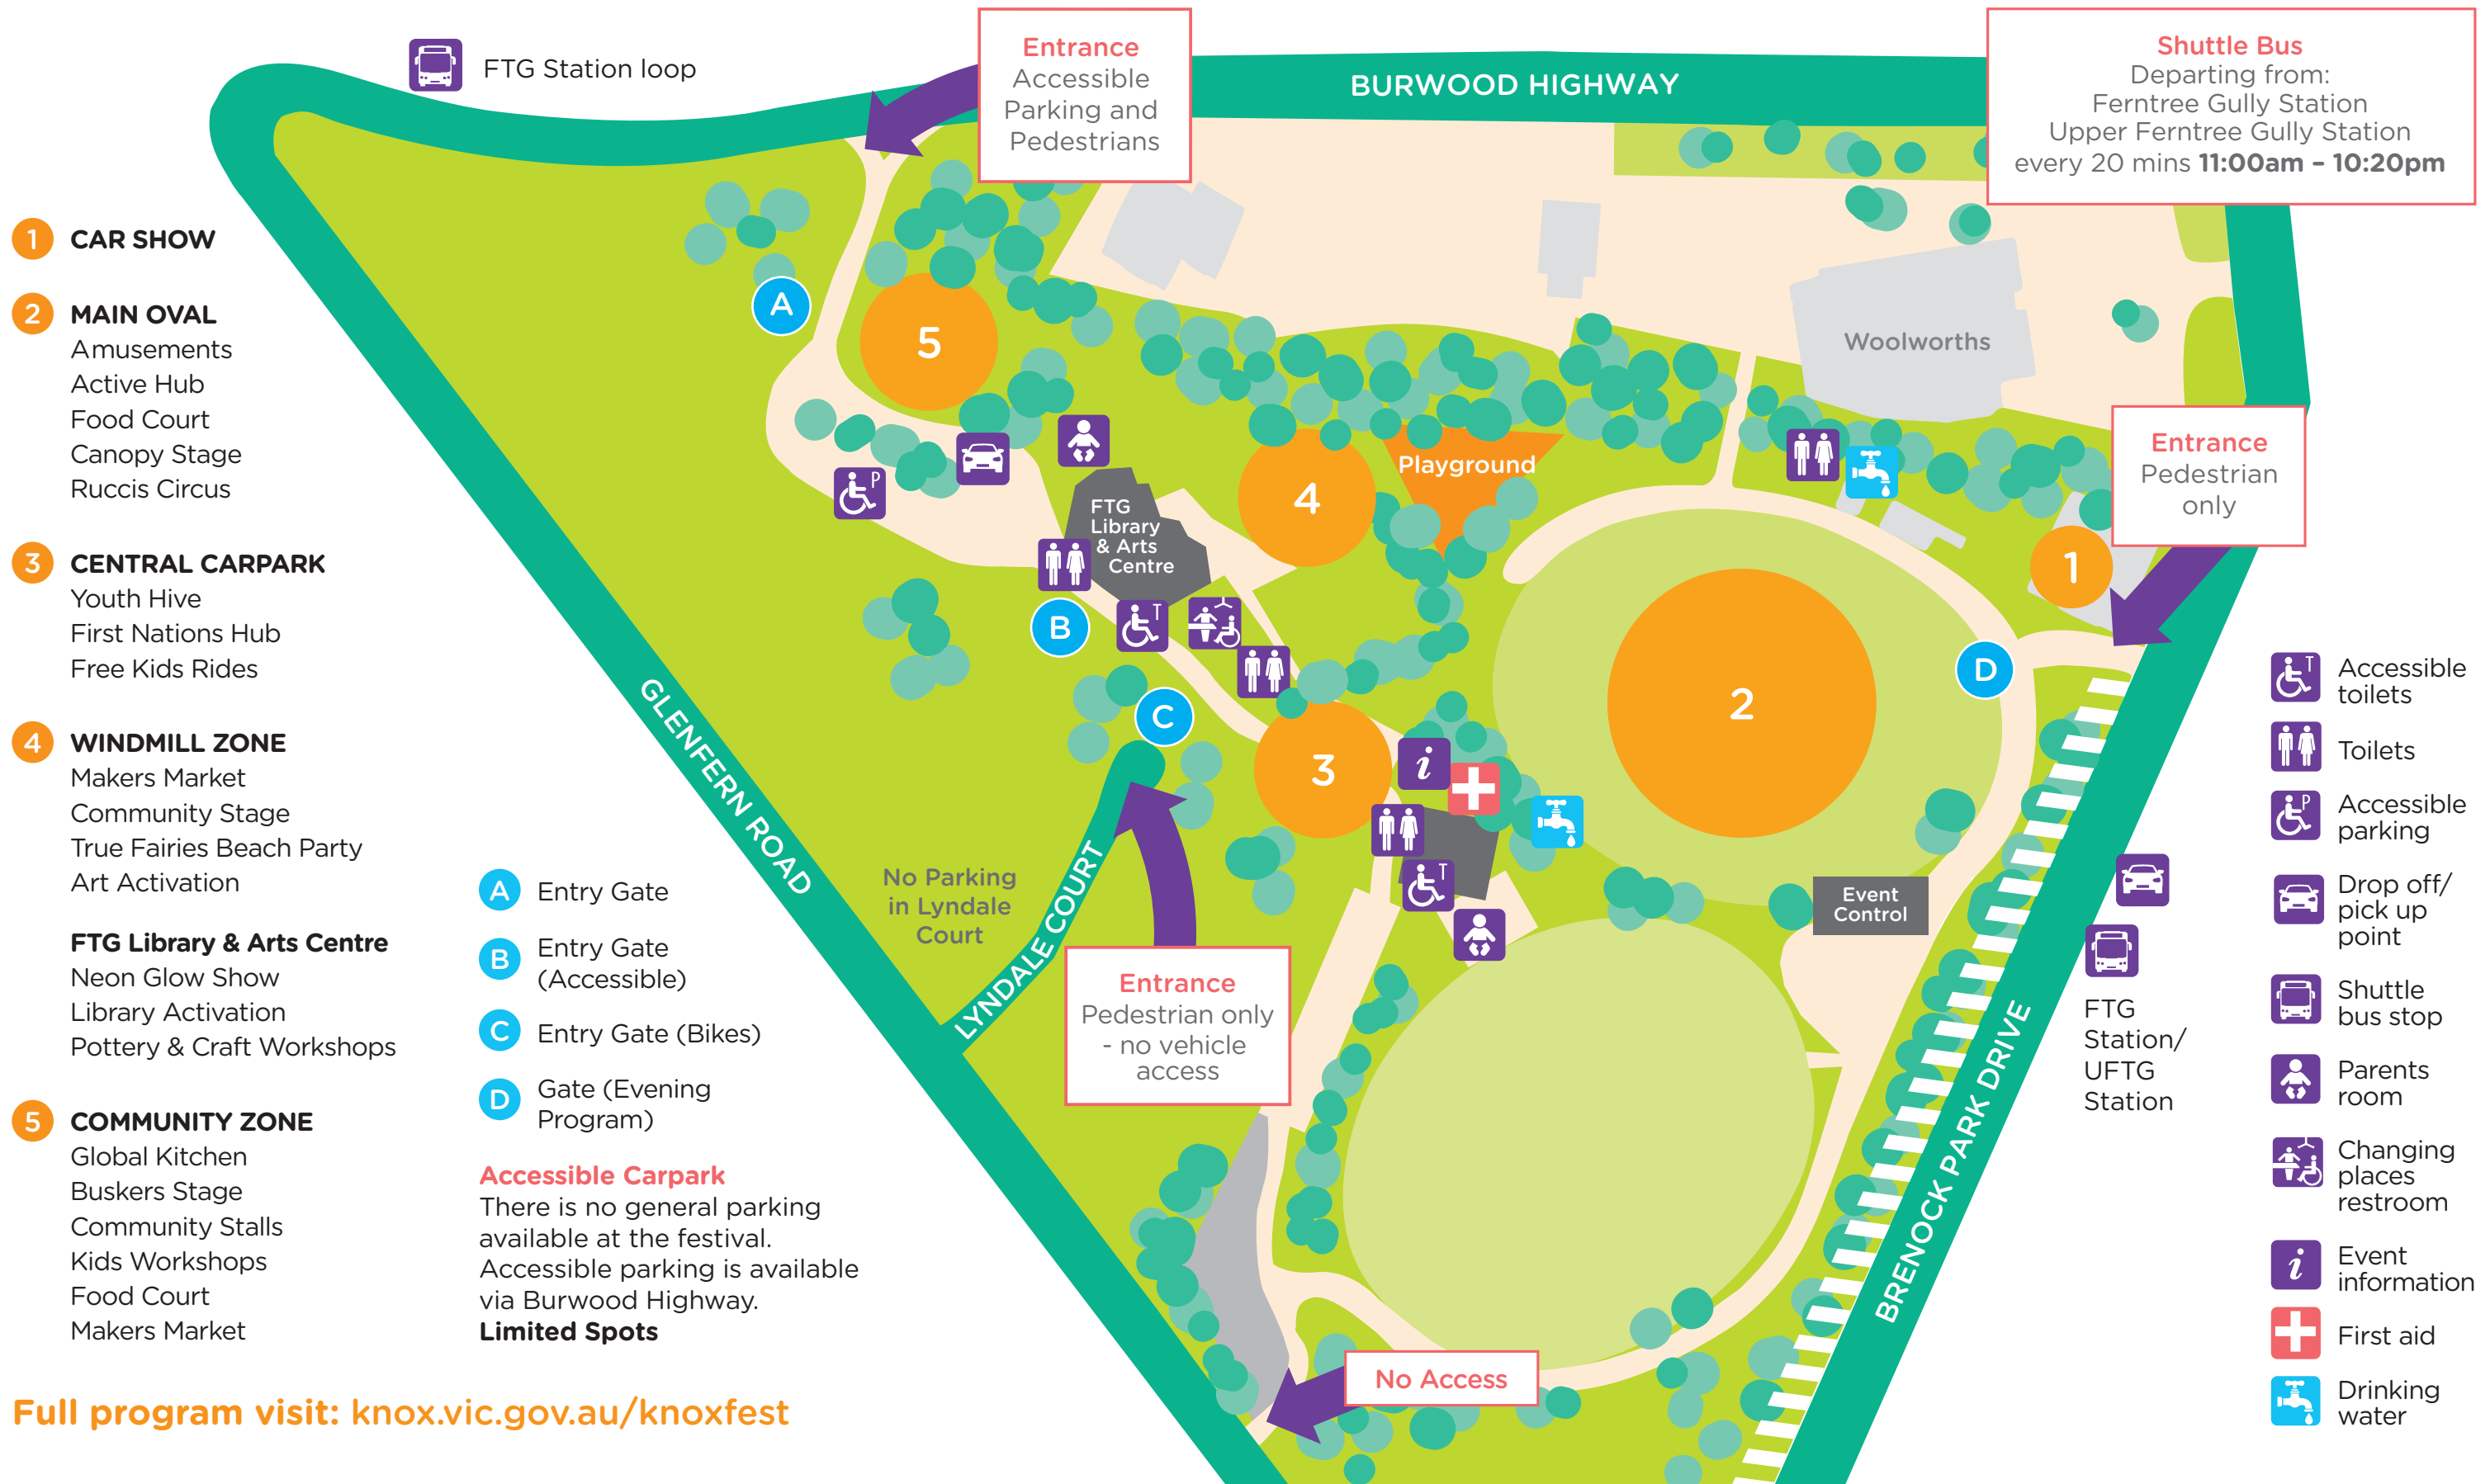 FTG Station loop
Entrance
Accessible
Parking and
Pedestrians
BURWOOD HIGHWAY
Shuttle Bus
Departing from:
Ferntree Gully Station
Upper Ferntree Gully Station
every 20 mins 11:00am – 10:20pm
1 CAR SHOW
2 MAIN OVAL
Amusements
Active Hub
Food Court
Canopy Stage
Ruccis Circus
3 CENTRAL CARPARK
Youth Hive
First Nations Hub
Free Kids Rides
4 WINDMILL ZONE
Makers Market
Community Stage
True Fairies Beach Party
Art Activation
FTG Library & Arts Centre
Neon Glow Show
Library Activation
Pottery & Craft Workshops
5 COMMUNITY ZONE
Global Kitchen
Buskers Stage
Community Stalls
Kids Workshops
Food Court
Makers Market
A Entry Gate
B Entry Gate
(Accessible)
C Entry Gate (Bikes)
D Gate (Evening
Program)
Accessible Carpark
There is no general parking
available at the festival.
Accessible parking is available
via Burwood Highway.
Limited Spots
Full program visit: knox.vic.gov.au/knoxfest
A
5
Woolworths
Entrance
Pedestrian
only
Playground
4
P
FTG
Library
& Arts
Centre
1
B
T
D
C
2
3
i
T
GLENFERN ROAD
No Parking
in Lyndale
Court
LYNDALE COURT
Event
Control
Entrance
Pedestrian only
- no vehicle
access
FTG
Station/
UFTG
Station
BRENOCK PARK DRIVE
No Access
T
Accessible
toilets
Toilets
P
Accessible
parking
Drop off/
pick up
point
Shuttle
bus stop
Parents
room
Changing
places
restroom
i
Event
information
First aid
Drinking
water